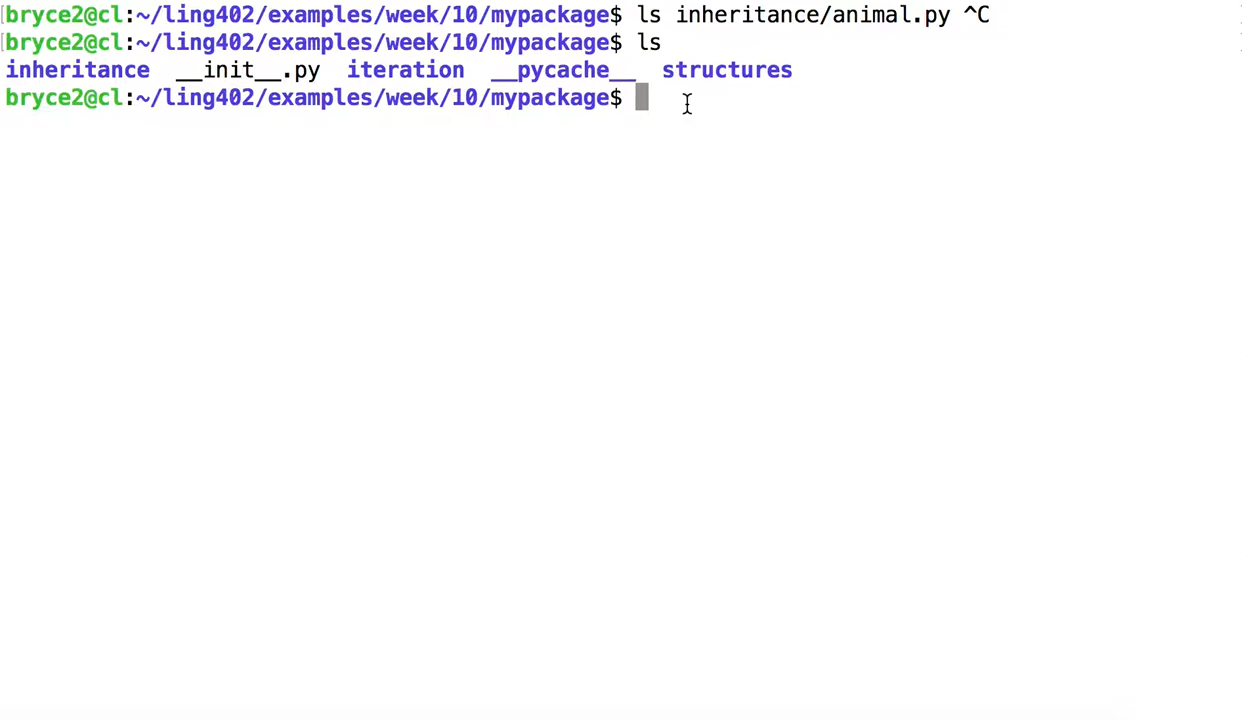 bryce2@cl:~/ling402/examples/week/10/mypackage$ ls inheritance/animal.py ^C
bryce2@cl:~/ling402/examples/week/10/mypackage$ ls
inheritance  __init__.py  iteration  __pycache__  structures
bryce2@cl:~/ling402/examples/week/10/mypackage$